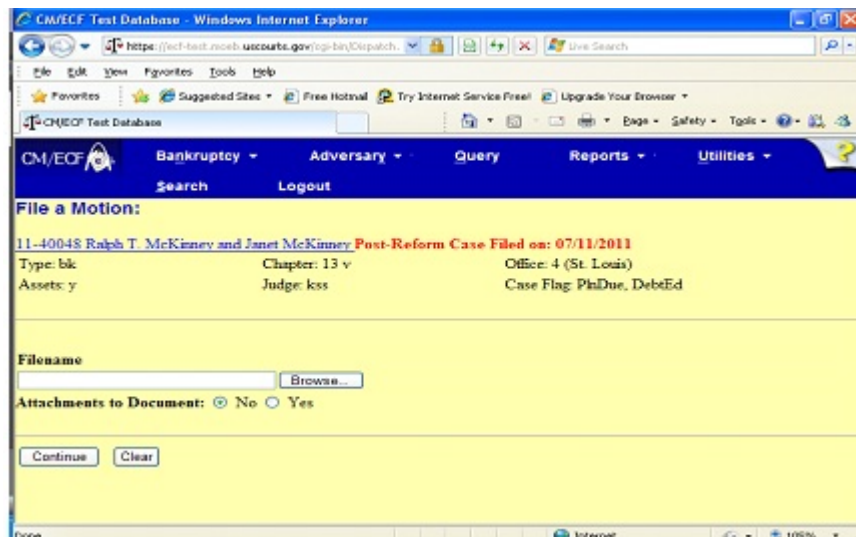 CM/ECF Test Database - Windows Internet Explorer
https://ecf-test.moeb.uscourts.gov/cgi-bin/Dispatch. Live Search
File Edit View Favorites Tools Help
Favorites Suggested Sites Free Hotmail Try Internet Service Free! Upgrade Your Browser
CM/ECF Test Database Page Safety Tools
CM/ECF Bankruptcy Adversary Query Reports Utilities ?
Search Logout
File a Motion:
11-40048 Ralph T. McKinney and Janet McKinney Post-Reform Case Filed on: 07/11/2011
Type: bk Chapter: 13 v Office: 4 (St. Louis)
Assets: y Judge: kss Case Flag: PlnDue, DebtEd
Filename
Browse...
Attachments to Document: No Yes
Continue Clear
Done Internet 105%